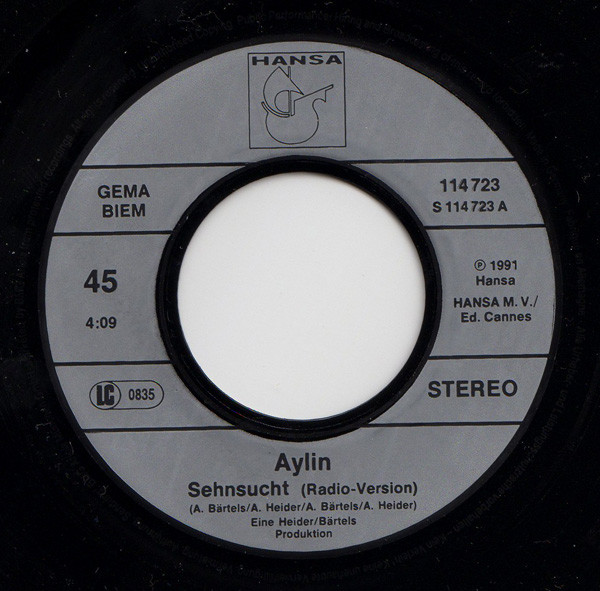 HANSA
GEMA
BIEM
114 723
S 114 723 A
45
4:09
℗ 1991
Hansa
HANSA M. V./
Ed. Cannes
LC 0835
STEREO
Aylin
Sehnsucht (Radio-Version)
(A. Bärtels/A. Heider/A. Bärtels/A. Heider)
Eine Heider/Bärtels
Produktion